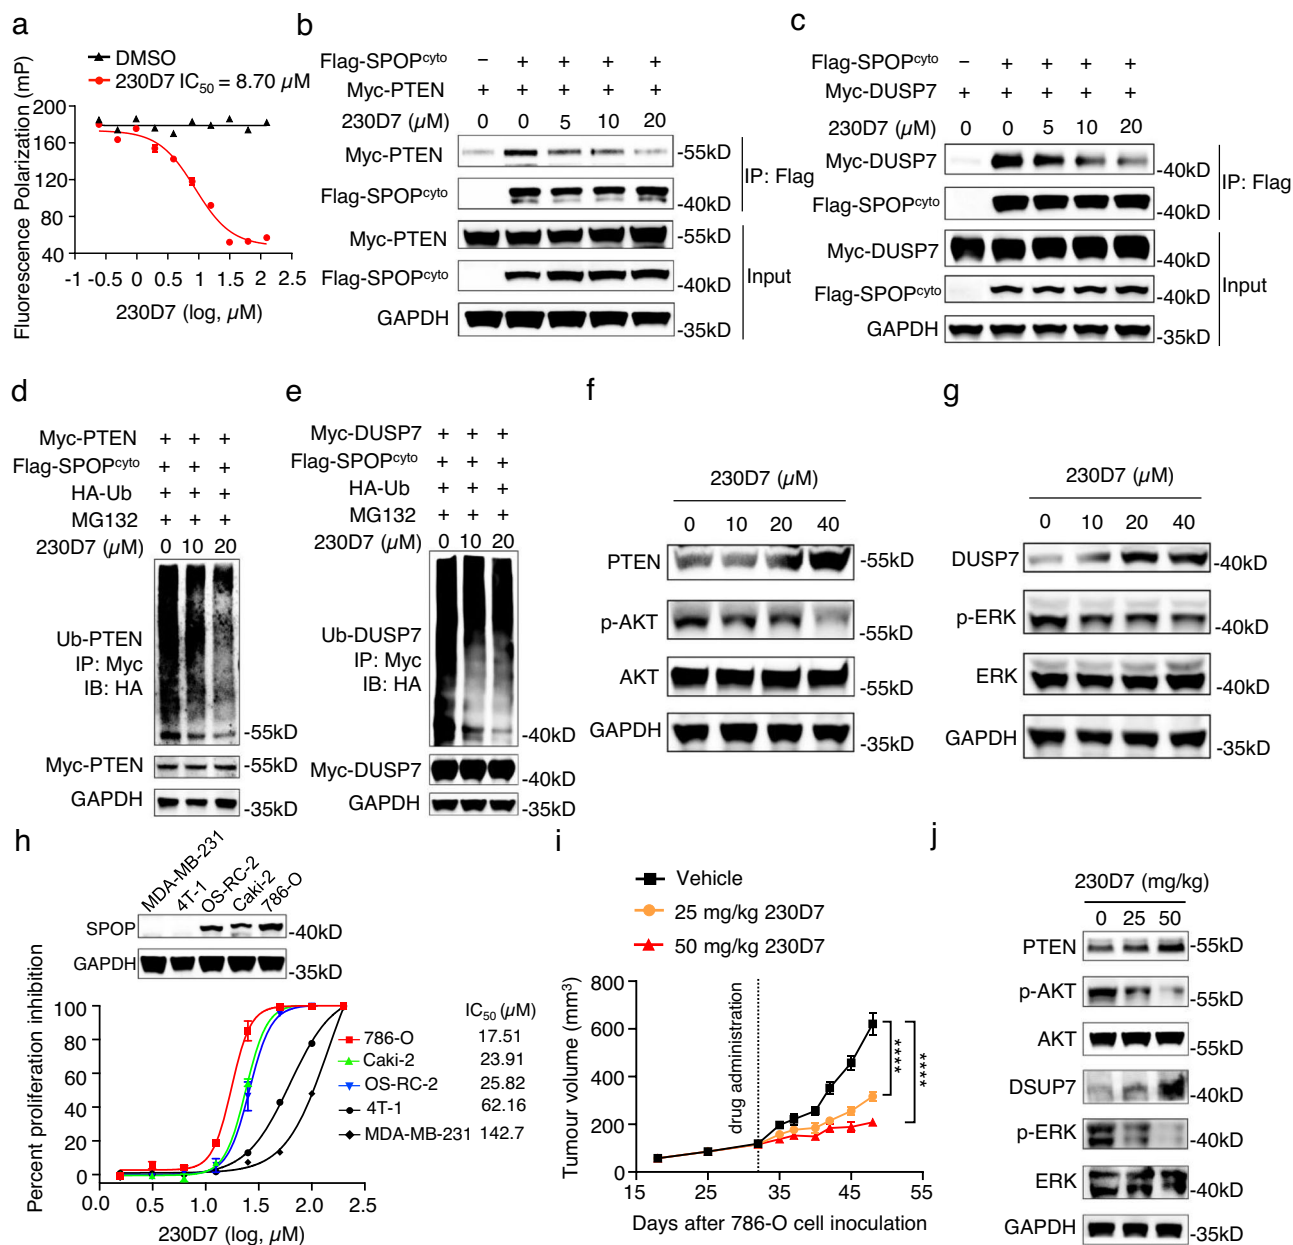 a
DMSO
230D7 IC50 = 8.70 μM
Fluorescence Polarization (mP)
200
160
120
80
40
-1 -0.5 0 0.5 1 1.5 2 2.5
230D7 (log, μM)
b
Flag-SPOPcyto − + + + +
Myc-PTEN + + + + +
230D7 (μM) 0 0 5 10 20
Myc-PTEN -55kD
Flag-SPOPcyto -40kD
IP: Flag
Myc-PTEN -55kD
Flag-SPOPcyto -40kD
GAPDH -35kD
Input
c
Flag-SPOPcyto − + + + +
Myc-DUSP7 + + + + +
230D7 (μM) 0 0 5 10 20
Myc-DUSP7 -40kD
Flag-SPOPcyto -40kD
IP: Flag
Myc-DUSP7 -40kD
Flag-SPOPcyto -40kD
GAPDH -35kD
Input
d
Myc-PTEN + + +
Flag-SPOPcyto + + +
HA-Ub + + +
MG132 + + +
230D7 (μM) 0 10 20
Ub-PTEN
IP: Myc
IB: HA
-55kD
Myc-PTEN -55kD
GAPDH -35kD
e
Myc-DUSP7 + + +
Flag-SPOPcyto + + +
HA-Ub + + +
MG132 + + +
230D7 (μM) 0 10 20
Ub-DUSP7
IP: Myc
IB: HA
-40kD
Myc-DUSP7 -40kD
GAPDH -35kD
f
230D7 (μM)
0 10 20 40
PTEN -55kD
p-AKT -55kD
AKT -55kD
GAPDH -35kD
g
230D7 (μM)
0 10 20 40
DUSP7 -40kD
p-ERK -40kD
ERK -40kD
GAPDH -35kD
h
MDA-MB-231 4T-1 OS-RC-2 Caki-2 786-O
SPOP -40kD
GAPDH -35kD
Percent proliferation inhibition
100
80
60
40
20
0
0.0 0.5 1.0 1.5 2.0 2.5
230D7 (log, μM)
IC50 (μM)
786-O 17.51
Caki-2 23.91
OS-RC-2 25.82
4T-1 62.16
MDA-MB-231 142.7
i
Vehicle
25 mg/kg 230D7
50 mg/kg 230D7
Tumour volume (mm3)
800
600
400
200
0
drug administration
****
****
15 25 35 45 55
Days after 786-O cell inoculation
j
230D7 (mg/kg)
0 25 50
PTEN -55kD
p-AKT -55kD
AKT -55kD
DSUP7 -40kD
p-ERK -40kD
ERK -40kD
GAPDH -35kD